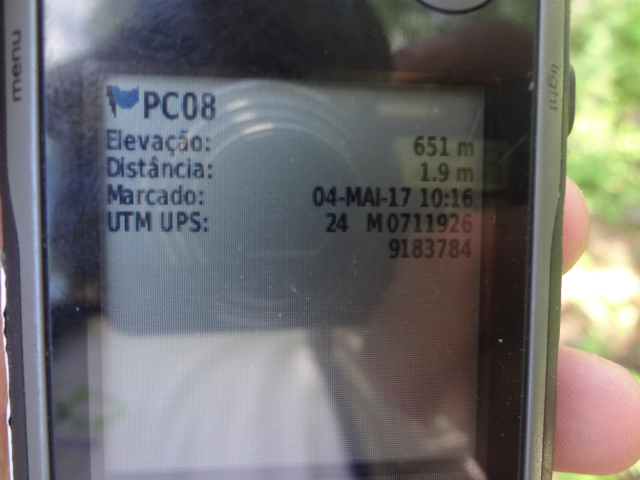 menu
light
PC08
Elevação: 651 m
Distância: 1.9 m
Marcado: 04-MAI-17 10:16
UTM UPS: 24 M 0711926
9183784